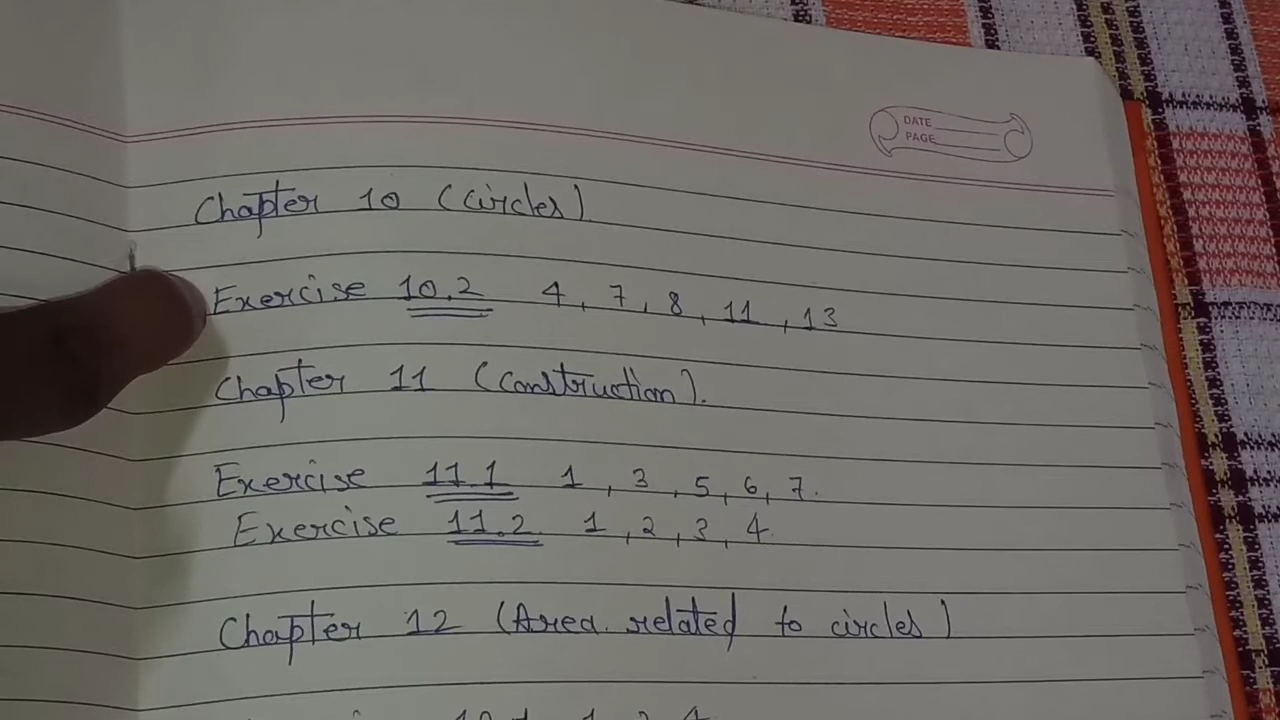 DATE
PAGE
Chapter 10 (Circles)
Exercise 10.2 4, 7, 8, 11, 13
Chapter 11 (Construction).
Exercise 11.1 1, 3, 5, 6, 7.
Exercise 11.2 1, 2, 3, 4.
Chapter 12 (Area related to circles)